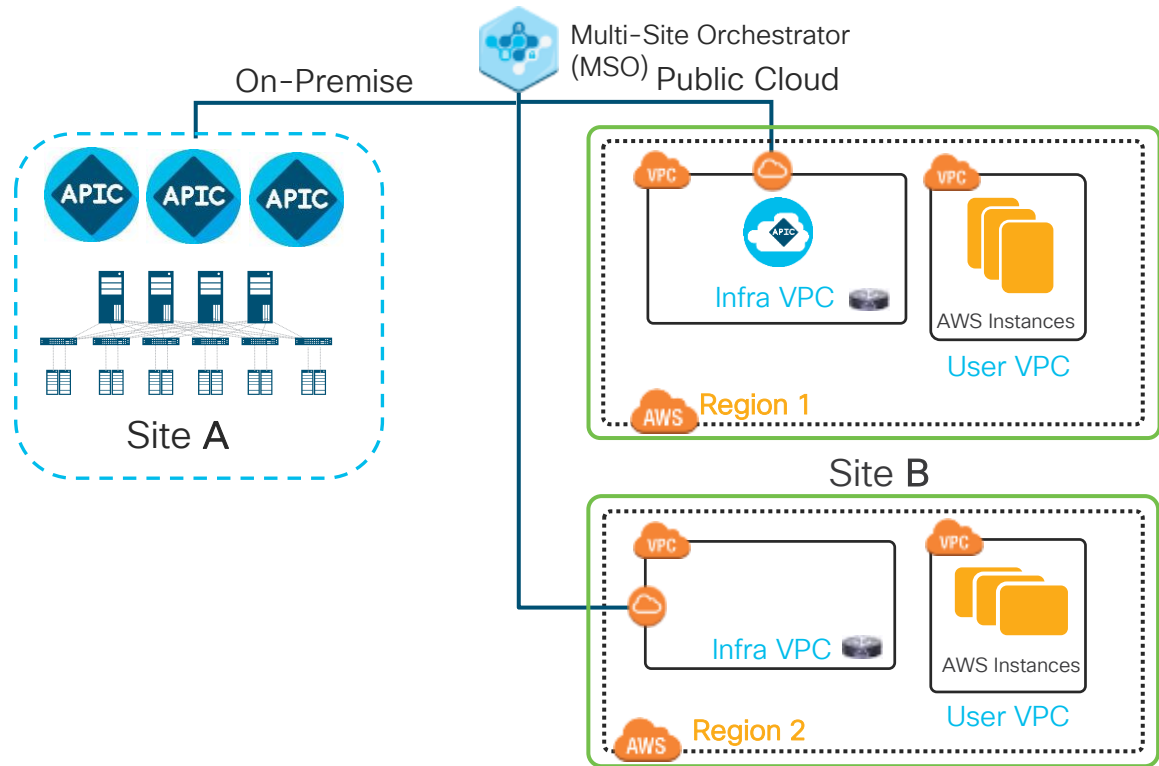 Multi-Site Orchestrator
(MSO)
On-Premise
Public Cloud
APIC
APIC
APIC
Site A
VPC
APIC
Infra VPC
VPC
AWS Instances
User VPC
AWS
Region 1
Site B
VPC
Infra VPC
VPC
AWS Instances
User VPC
AWS
Region 2